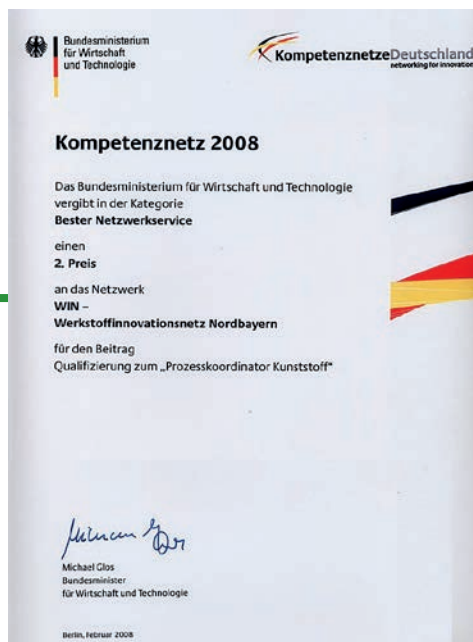 Bundesministerium
für Wirtschaft
und Technologie
KompetenznetzeDeutschland
networking for innovation
Kompetenznetz 2008
Das Bundesministerium für Wirtschaft und Technologie
vergibt in der Kategorie
Bester Netzwerkservice
einen
2. Preis
an das Netzwerk
WIN –
Werkstoffinnovationsnetz Nordbayern
für den Beitrag
Qualifizierung zum „Prozesskoordinator Kunststoff"
Michael Glos
Bundesminister
für Wirtschaft und Technologie
Berlin, Februar 2008